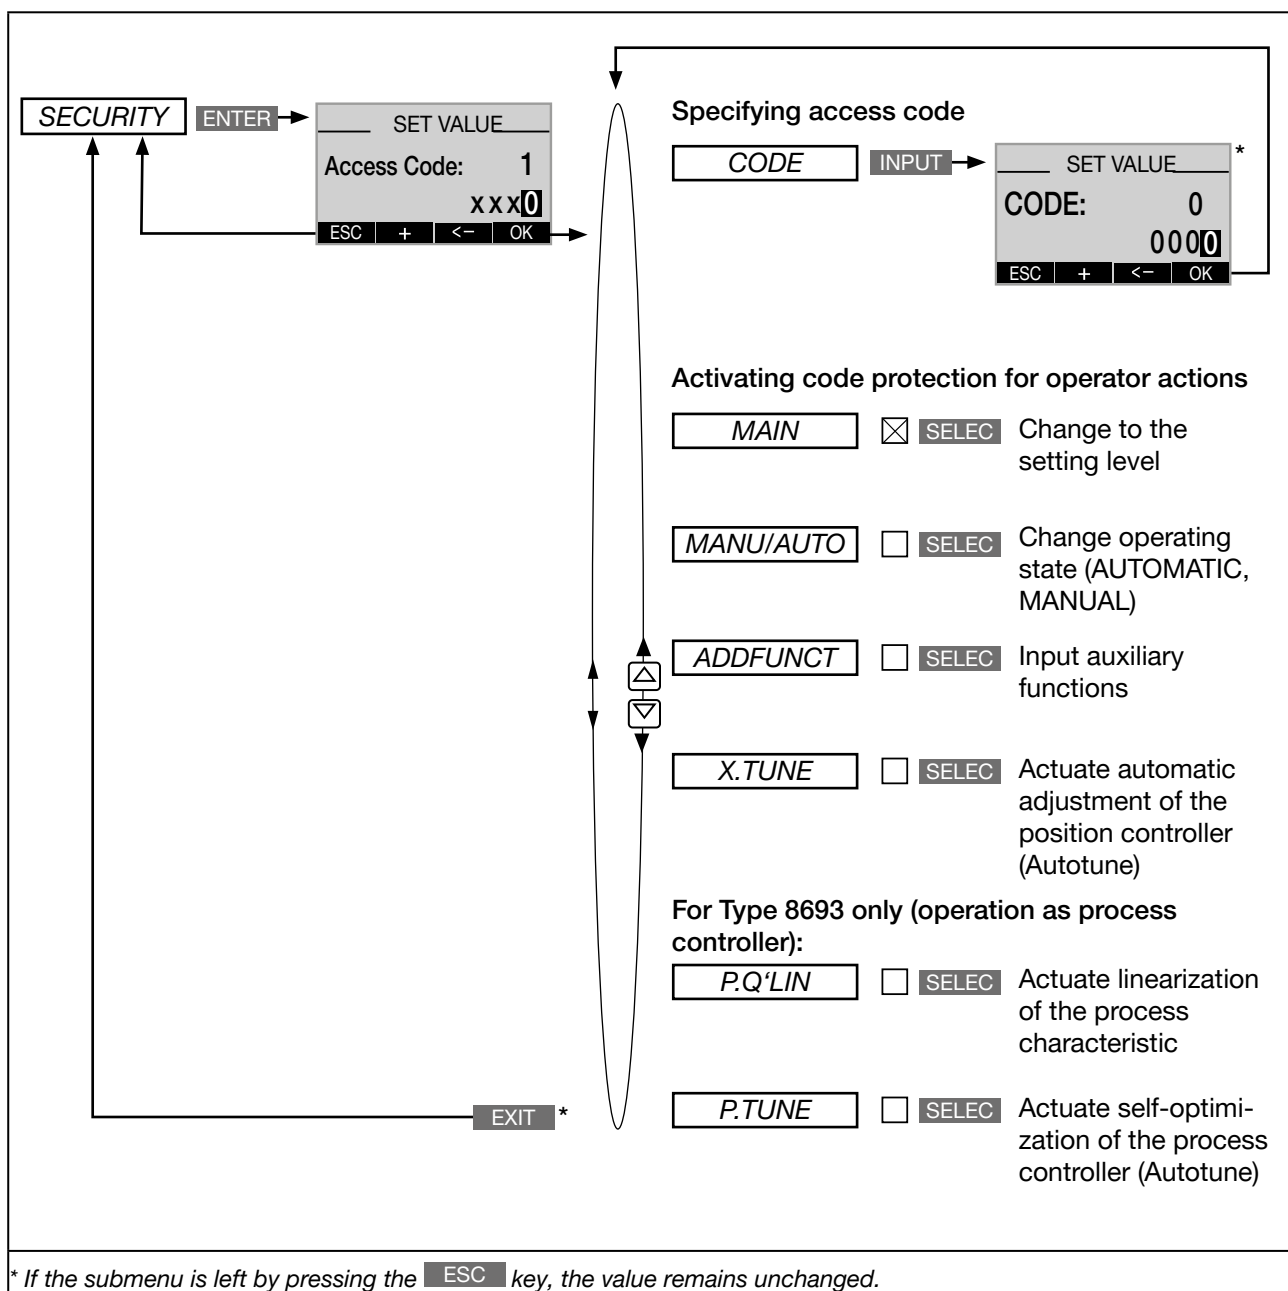 SECURITY ENTER
SET VALUE
Access Code: 1
x x x0
ESC + <– OK
Specifying access code
CODE INPUT
SET VALUE *
CODE: 0
0000
ESC + <– OK
Activating code protection for operator actions
MAIN SELEC Change to the
setting level
MANU/AUTO SELEC Change operating
state (AUTOMATIC,
MANUAL)
ADDFUNCT SELEC Input auxiliary
functions
X.TUNE SELEC Actuate automatic
adjustment of the
position controller
(Autotune)
For Type 8693 only (operation as process
controller):
P.Q‘LIN SELEC Actuate linearization
of the process
characteristic
EXIT *
P.TUNE SELEC Actuate self-optimi-
zation of the process
controller (Autotune)
* If the submenu is left by pressing the ESC key, the value remains unchanged.